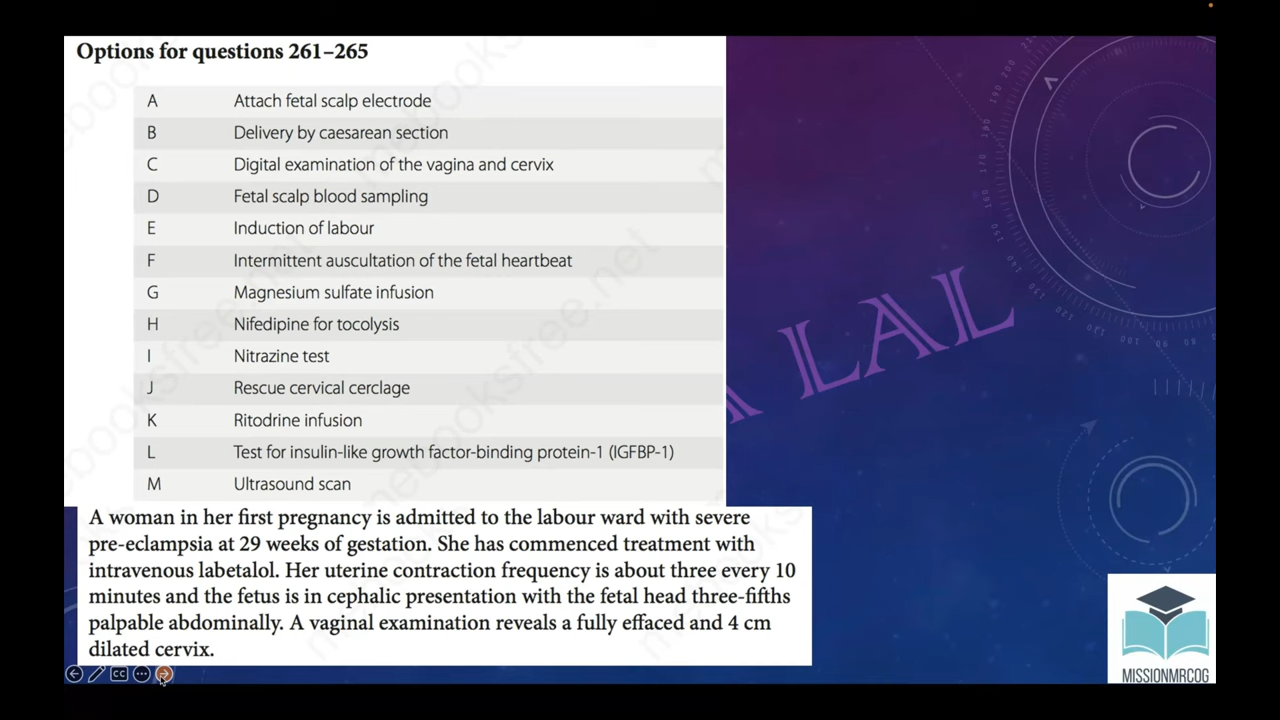 Options for questions 261–265
A Attach fetal scalp electrode
B Delivery by caesarean section
C Digital examination of the vagina and cervix
D Fetal scalp blood sampling
E Induction of labour
F Intermittent auscultation of the fetal heartbeat
G Magnesium sulfate infusion
H Nifedipine for tocolysis
I Nitrazine test
J Rescue cervical cerclage
K Ritodrine infusion
L Test for insulin-like growth factor-binding protein-1 (IGFBP-1)
M Ultrasound scan
A woman in her first pregnancy is admitted to the labour ward with severe
pre-eclampsia at 29 weeks of gestation. She has commenced treatment with
intravenous labetalol. Her uterine contraction frequency is about three every 10
minutes and the fetus is in cephalic presentation with the fetal head three-fifths
palpable abdominally. A vaginal examination reveals a fully effaced and 4 cm
dilated cervix.
LAL
CC
MISSIONMRCOG